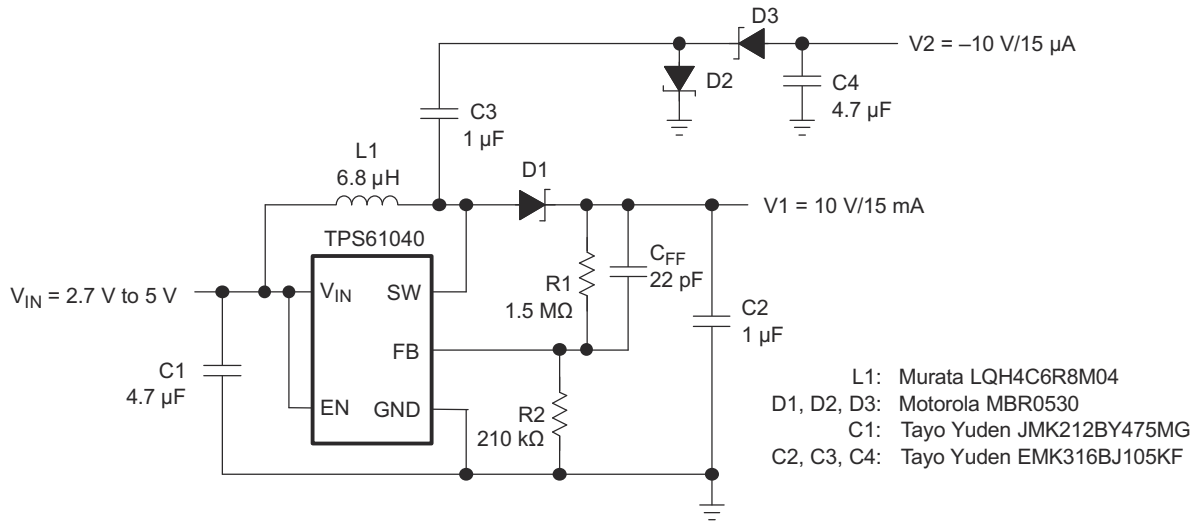 D3
V2 = –10 V/15 µA
D2
C4
4.7 µF
C3
1 µF
L1
6.8 µH
D1
V1 = 10 V/15 mA
TPS61040
VIN = 2.7 V to 5 V
VIN
SW
R1
1.5 MΩ
CFF
22 pF
C2
1 µF
FB
C1
4.7 µF
EN
GND
R2
210 kΩ
L1: Murata LQH4C6R8M04
D1, D2, D3: Motorola MBR0530
C1: Tayo Yuden JMK212BY475MG
C2, C3, C4: Tayo Yuden EMK316BJ105KF